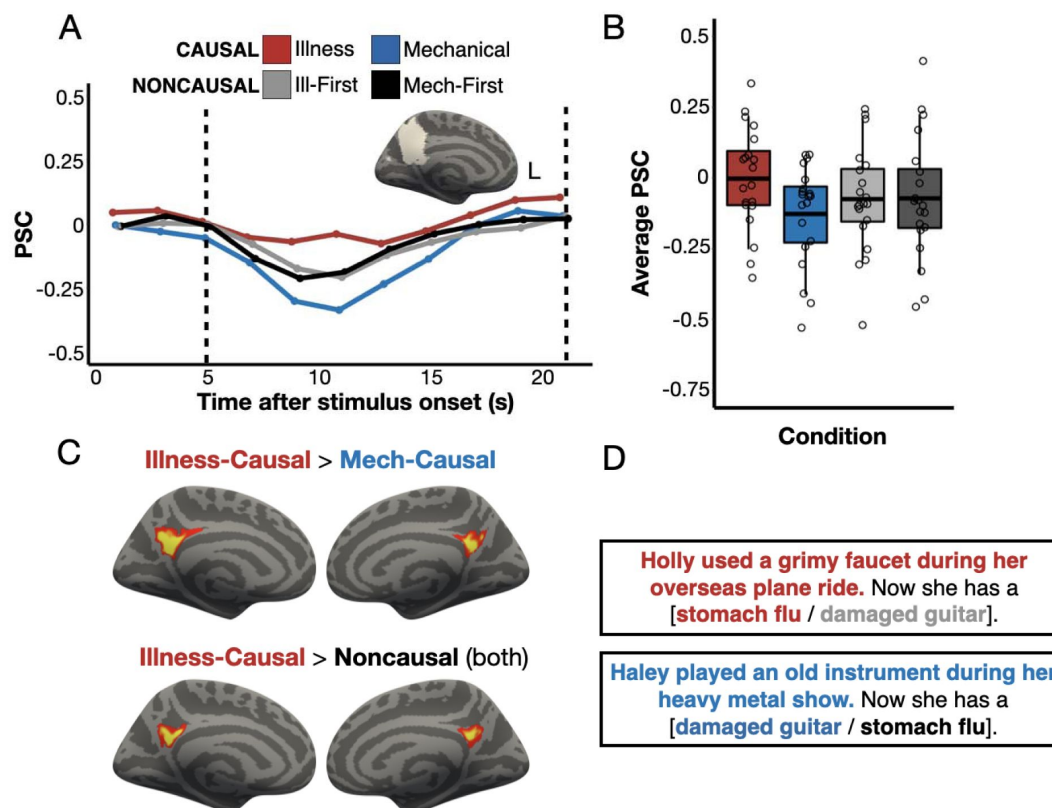 A
CAUSAL Illness Mechanical
NONCAUSAL Ill-First Mech-First
0.5
0.25
0
-0.25
-0.5
PSC
L
0 5 10 15 20
Time after stimulus onset (s)
B
0.5
0.25
0
-0.25
-0.5
-0.75
Average PSC
Condition
C
Illness-Causal > Mech-Causal
Illness-Causal > Noncausal (both)
D
Holly used a grimy faucet during her
overseas plane ride. Now she has a
[stomach flu / damaged guitar].
Haley played an old instrument during her
heavy metal show. Now she has a
[damaged guitar / stomach flu].